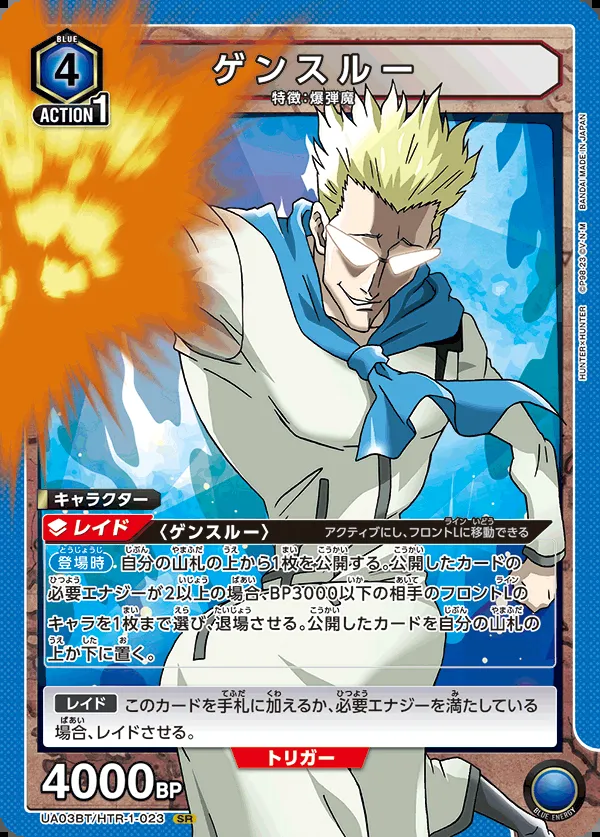 BLUE
4
ACTION1
ゲンスルー
特徴:爆弾魔
HUNTER×HUNTER ©P98-23 ©V・N・M BANDAI MADE IN JAPAN
キャラクター
レイド 〈ゲンスルー〉 アクティブにし、フロントLに移動できる
登場時 自分の山札の上から1枚を公開する。公開したカードの
必要エナジーが2以上の場合、BP3000以下の相手のフロントLの
キャラを1枚まで選び、退場させる。公開したカードを自分の山札の
上か下に置く。
レイド このカードを手札に加えるか、必要エナジーを満たしている
場合、レイドさせる。
トリガー
4000BP
UA03BT/HTR-1-023 SR
BLUE ENERGY